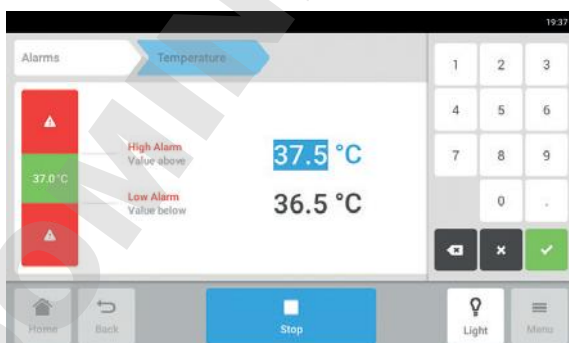 19:37
Alarms
Temperature
High Alarm
Value above
37.5 °C
37.0 °C
Low Alarm
Value below
36.5 °C
1 2 3
4 5 6
7 8 9
0 .
Home
Back
Stop
Light
Menu